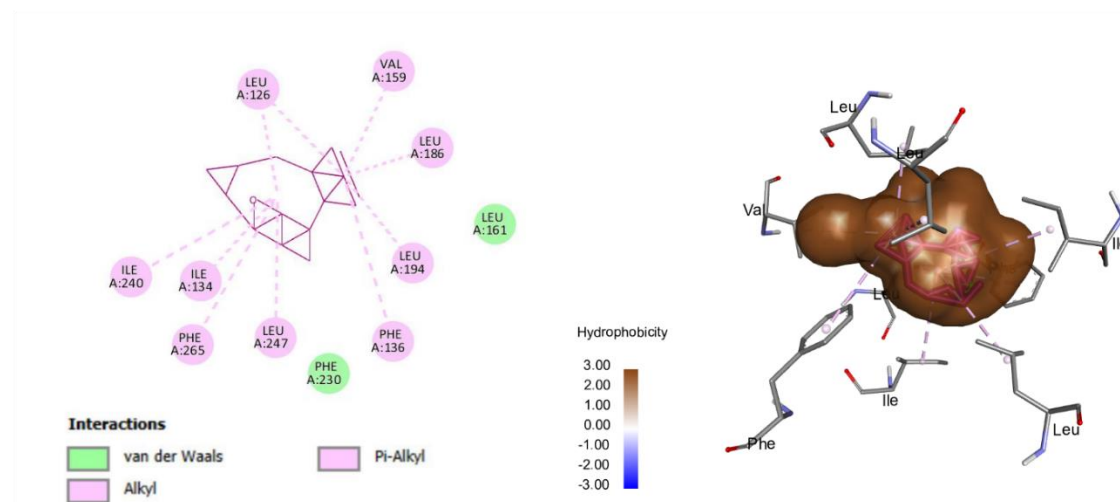 LEU
A:126
VAL
A:159
LEU
A:186
LEU
A:161
LEU
A:194
ILE
A:240
ILE
A:134
PHE
A:265
LEU
A:247
PHE
A:230
PHE
A:136
Interactions
van der Waals
Pi-Alkyl
Alkyl
Hydrophobicity
3.00
2.00
1.00
0.00
-1.00
-2.00
-3.00
Leu
Leu
Val
Ile
Leu
Ile
Leu
Phe